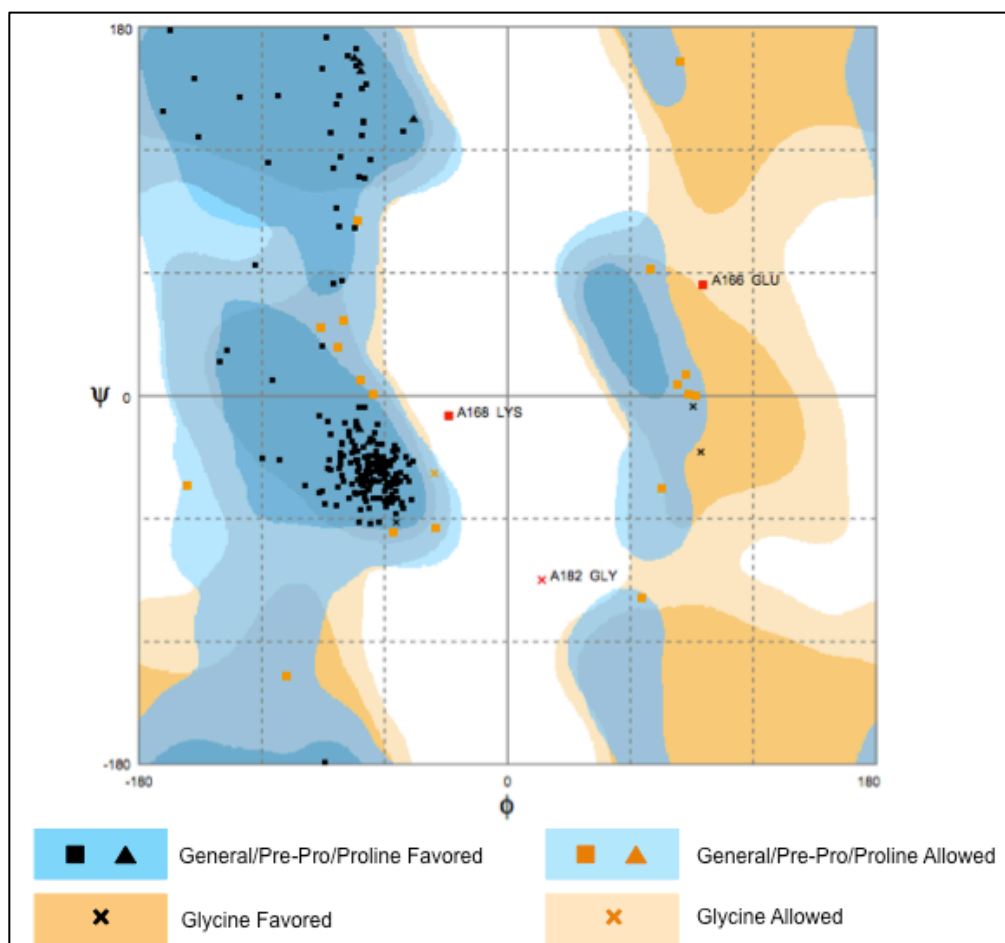 180
A166 GLU
Ψ 0
A168 LYS
A182 GLY
-180
-180 0 180
ϕ
General/Pre-Pro/Proline Favored General/Pre-Pro/Proline Allowed
Glycine Favored Glycine Allowed